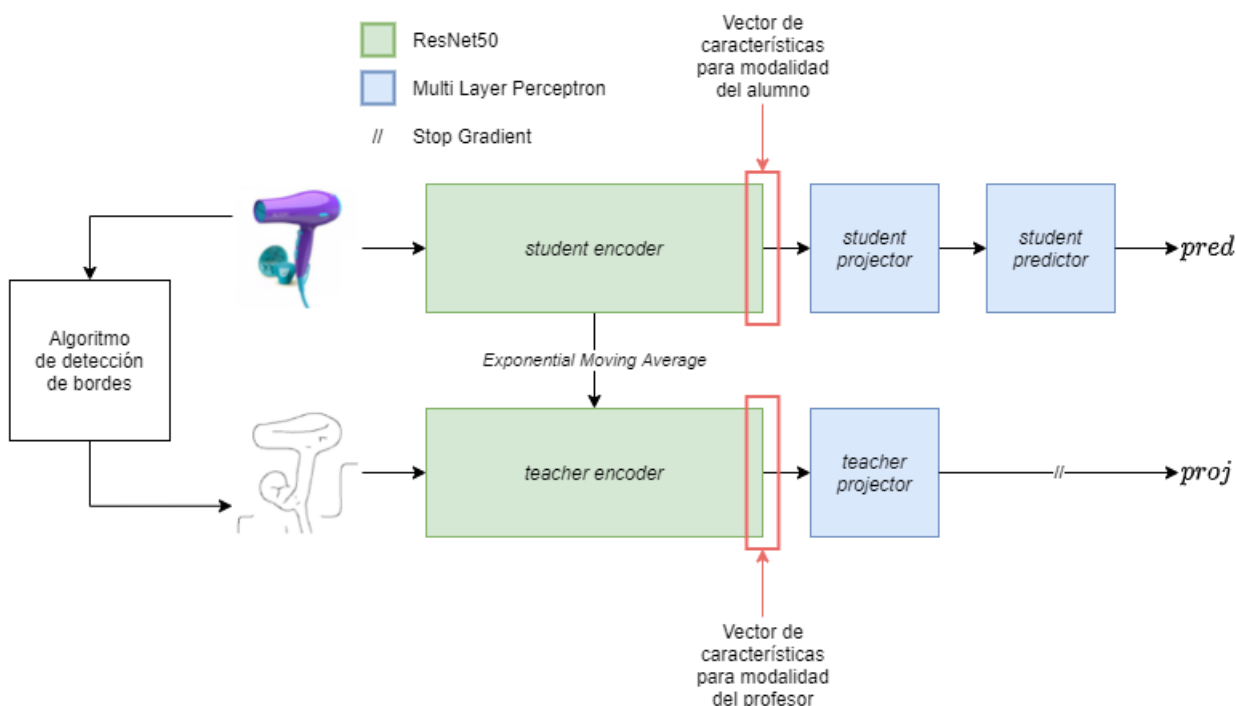 ResNet50
Multi Layer Perceptron
// Stop Gradient
Vector de
características
para modalidad
del alumno
student encoder
student
projector
student
predictor
pred
Algoritmo
de detección
de bordes
Exponential Moving Average
teacher encoder
teacher
projector
//
proj
Vector de
características
para modalidad
del profesor